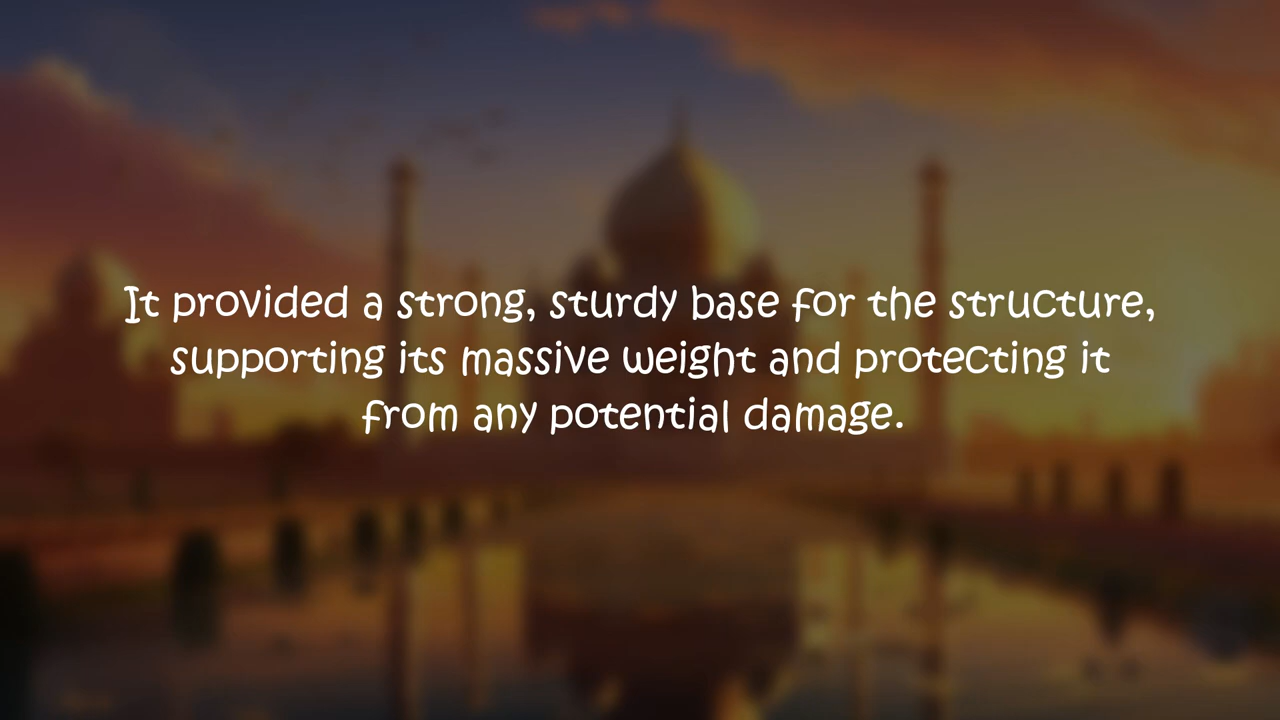 It provided a strong, sturdy base for the structure,
supporting its massive weight and protecting it
from any potential damage.